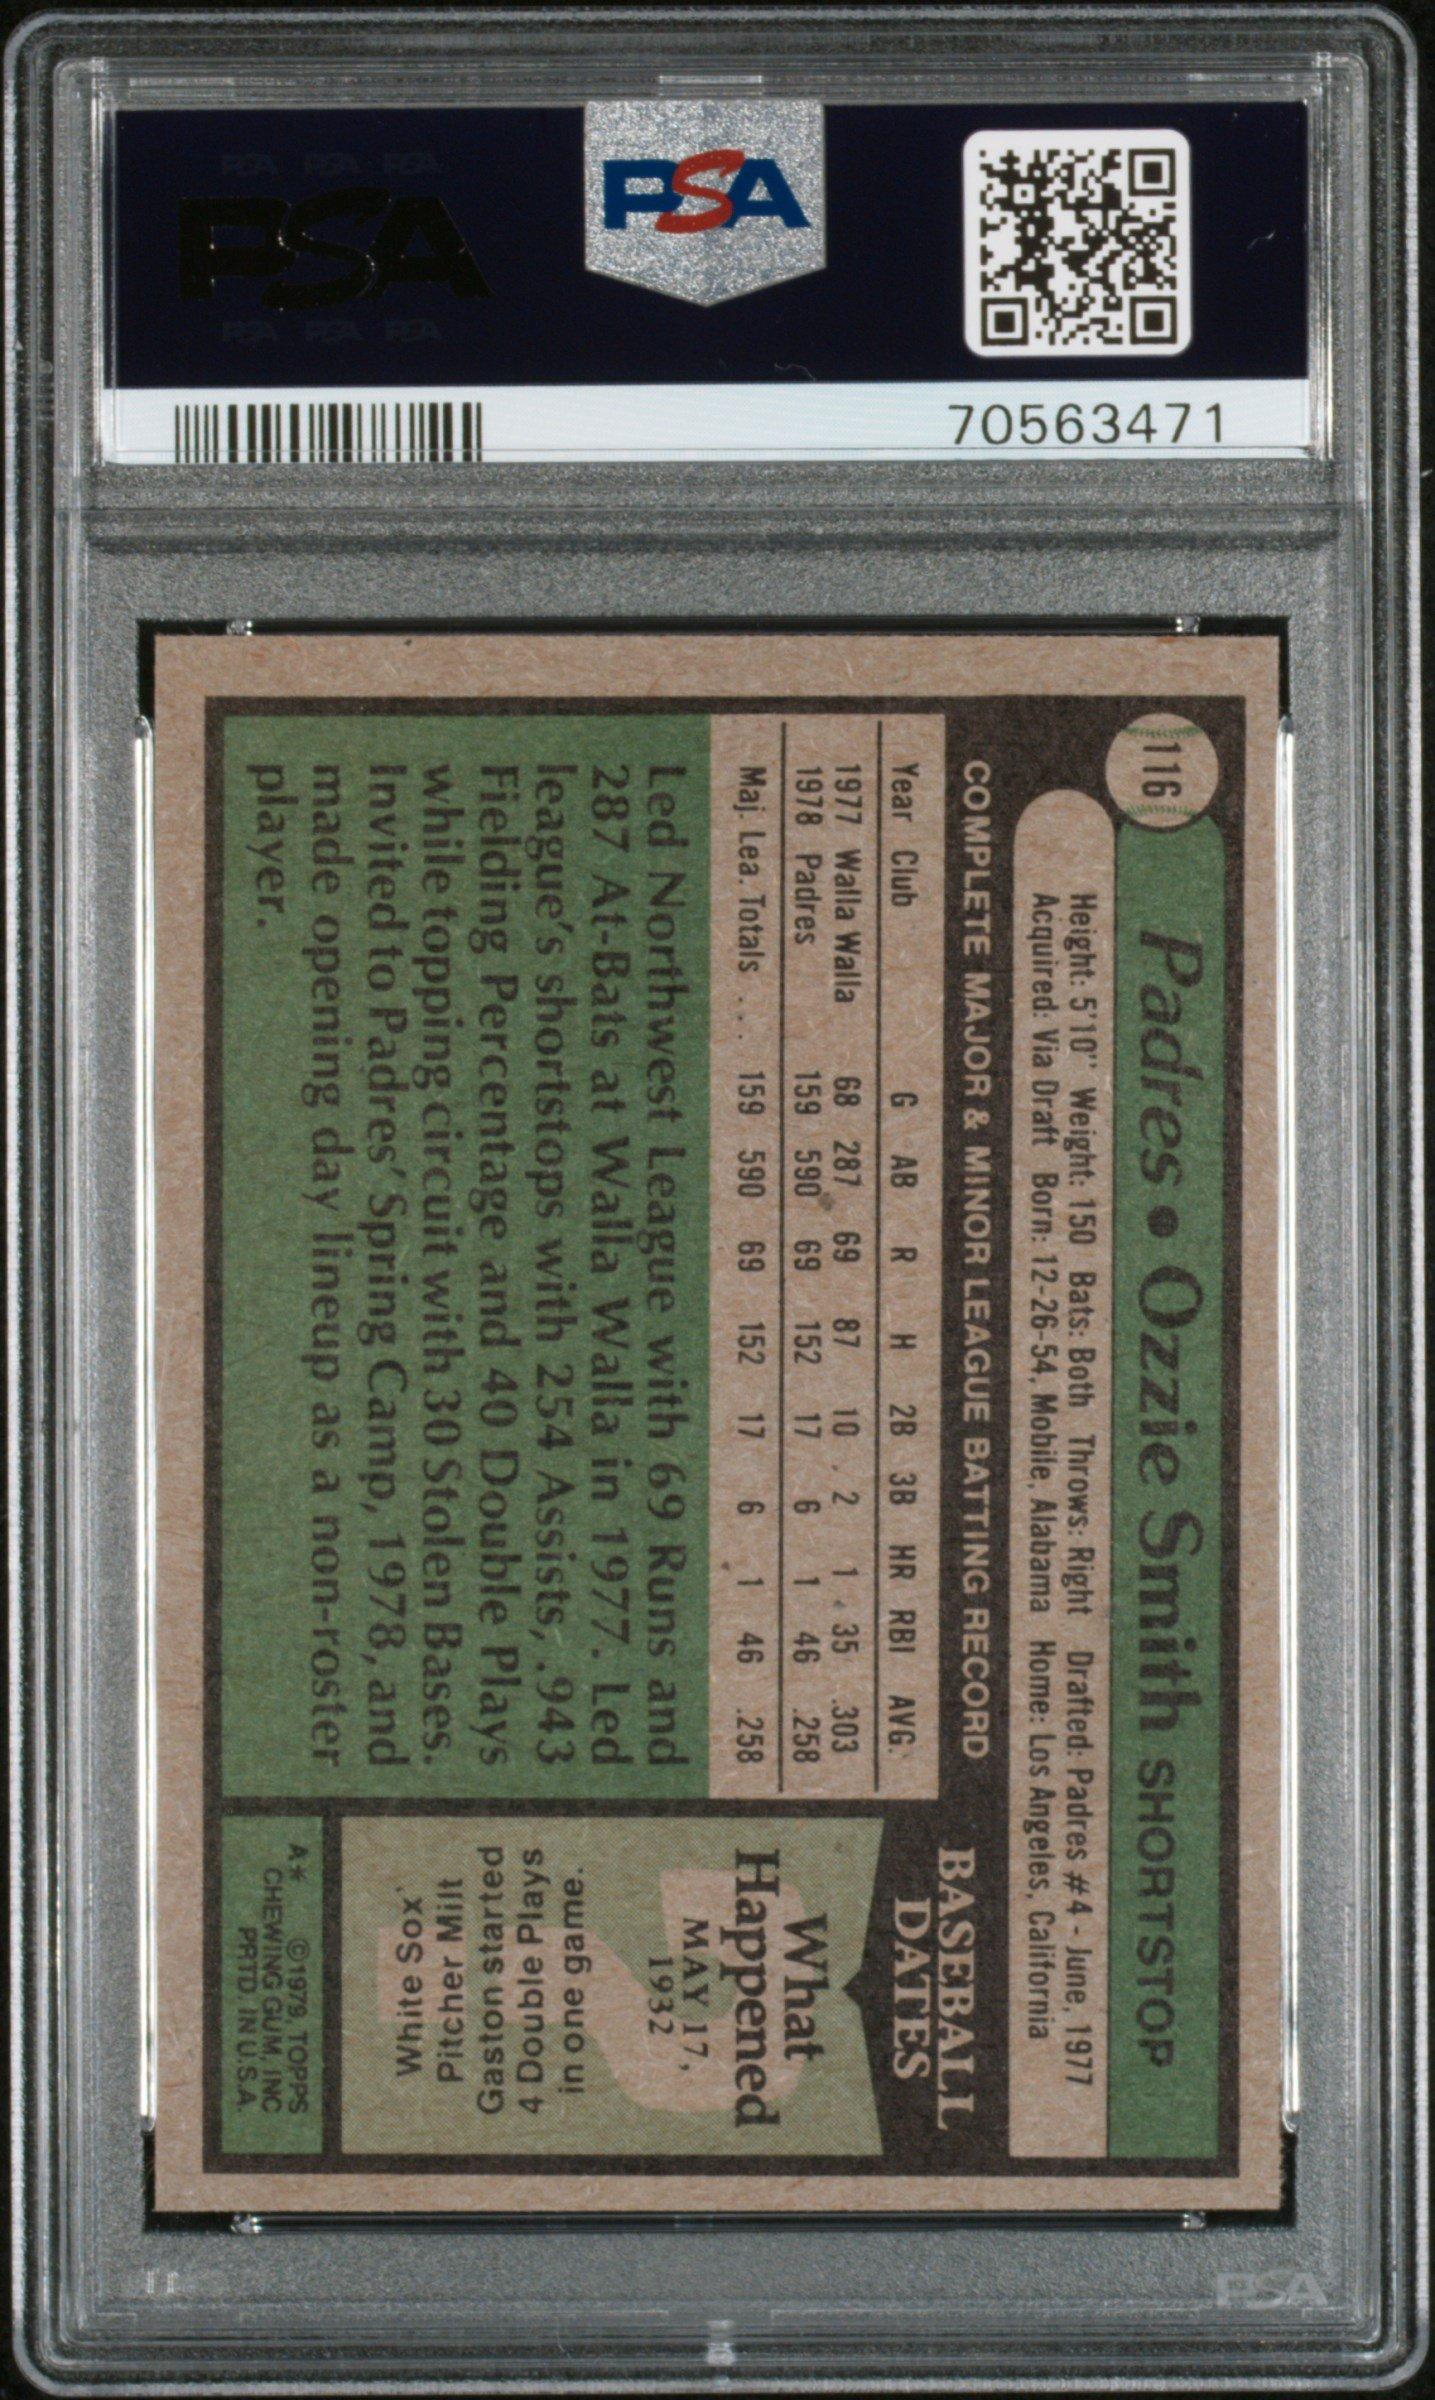 PSA PSA PSA
PSA
PSA PSA PSA
PSA
70563471
116
Padres • Ozzie Smith SHORTSTOP
Height: 5'10" Weight: 150 Bats: Both Throws: Right Drafted: Padres #4 - June, 1977
Acquired: Via Draft Born: 12-26-54, Mobile, Alabama Home: Los Angeles, California
COMPLETE MAJOR & MINOR LEAGUE BATTING RECORD
Year Club G AB R H 2B 3B HR RBI AVG.
1977 Walla Walla 68 287 69 87 10 2 1 35 .303
1978 Padres 159 590 69 152 17 6 1 46 .258
Maj. Lea. Totals ... 159 590 69 152 17 6 1 46 .258
Led Northwest League with 69 Runs and
287 At-Bats at Walla Walla in 1977. Led
league's shortstops with 254 Assists, .943
Fielding Percentage and 40 Double Plays
while topping circuit with 30 Stolen Bases.
Invited to Padres' Spring Camp, 1978, and
made opening day lineup as a non-roster
player.
BASEBALL
DATES
What
Happened
MAY 17,
1932
White Sox'
Pitcher Milt
Gaston started
4 Double Plays
in one game.
A* ©1979, TOPPS
CHEWING GUM, INC
PRTD. IN U.S.A.
PSA